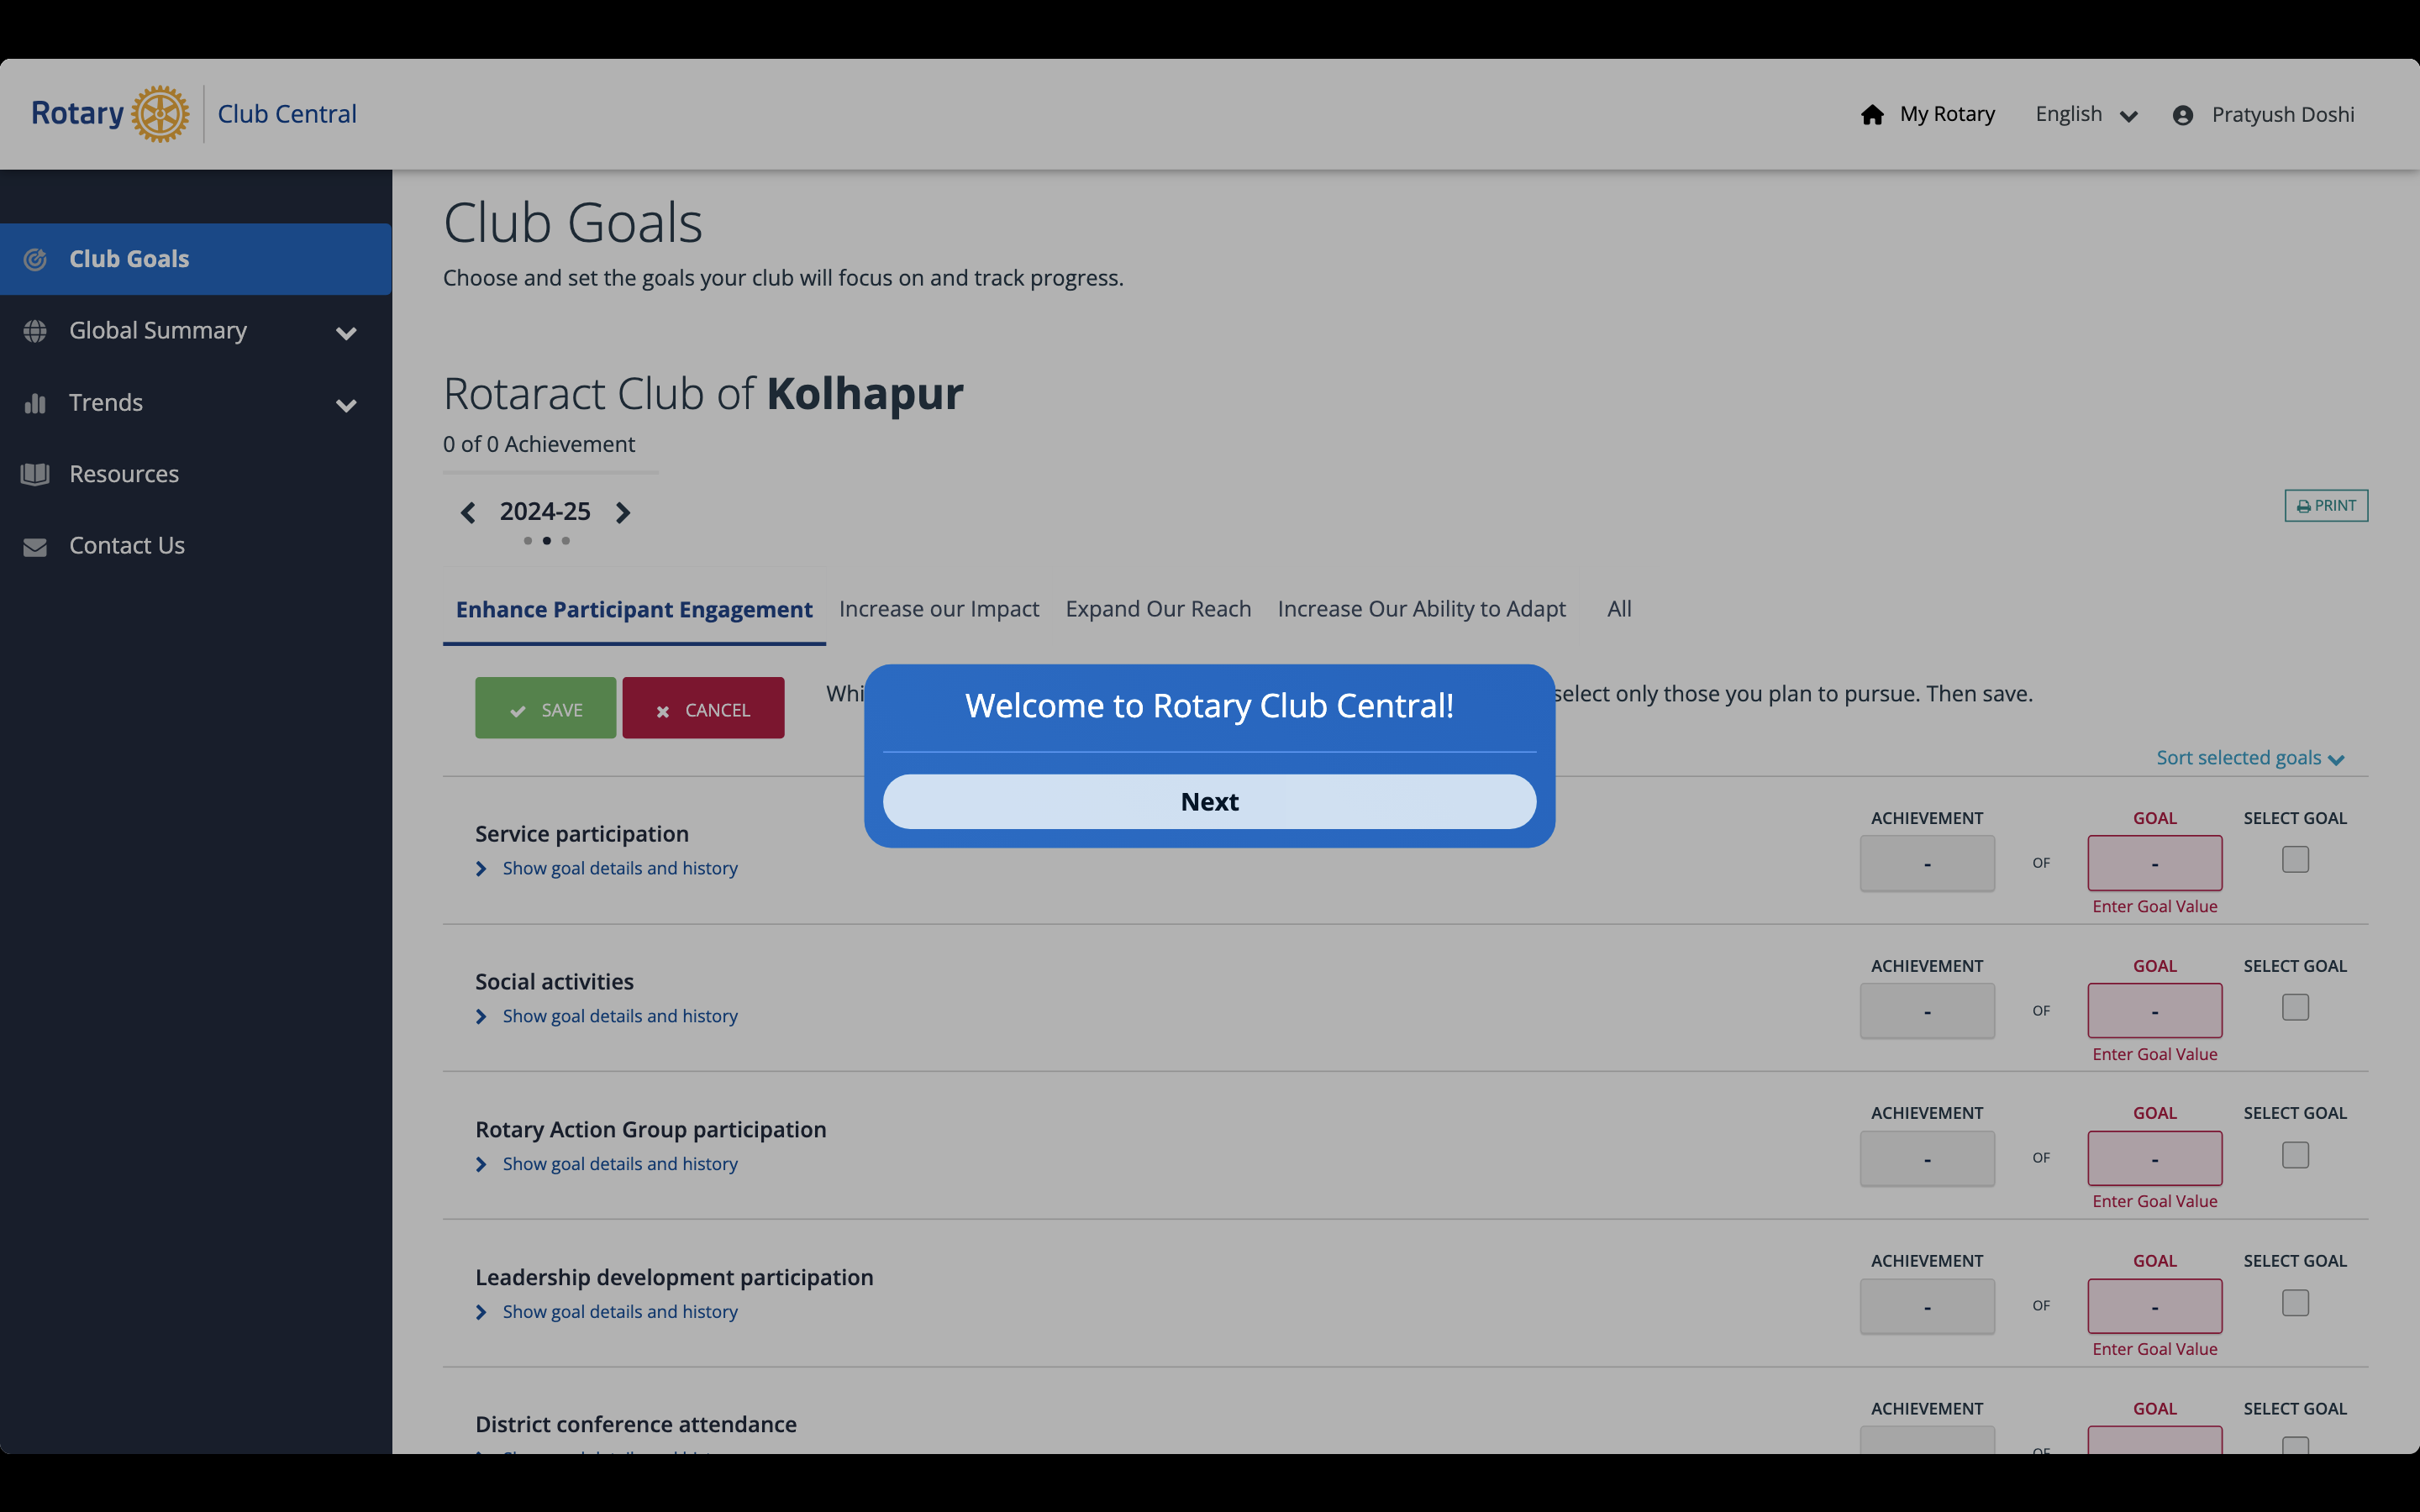 Rotary
Club Central
My Rotary
English
Pratyush Doshi
Club Goals
Global Summary
Trends
Resources
Contact Us
Club Goals
Choose and set the goals your club will focus on and track progress.
Rotaract Club of Kolhapur
0 of 0 Achievement
2024-25
PRINT
Enhance Participant Engagement
Increase our Impact
Expand Our Reach
Increase Our Ability to Adapt
All
SAVE
CANCEL
select only those you plan to pursue. Then save.
Welcome to Rotary Club Central!
Next
Sort selected goals
Service participation
Show goal details and history
ACHIEVEMENT
-
OF
GOAL
-
Enter Goal Value
SELECT GOAL
Social activities
Show goal details and history
ACHIEVEMENT
-
OF
GOAL
-
Enter Goal Value
SELECT GOAL
Rotary Action Group participation
Show goal details and history
ACHIEVEMENT
-
OF
GOAL
-
Enter Goal Value
SELECT GOAL
Leadership development participation
Show goal details and history
ACHIEVEMENT
-
OF
GOAL
-
Enter Goal Value
SELECT GOAL
District conference attendance
ACHIEVEMENT
GOAL
SELECT GOAL